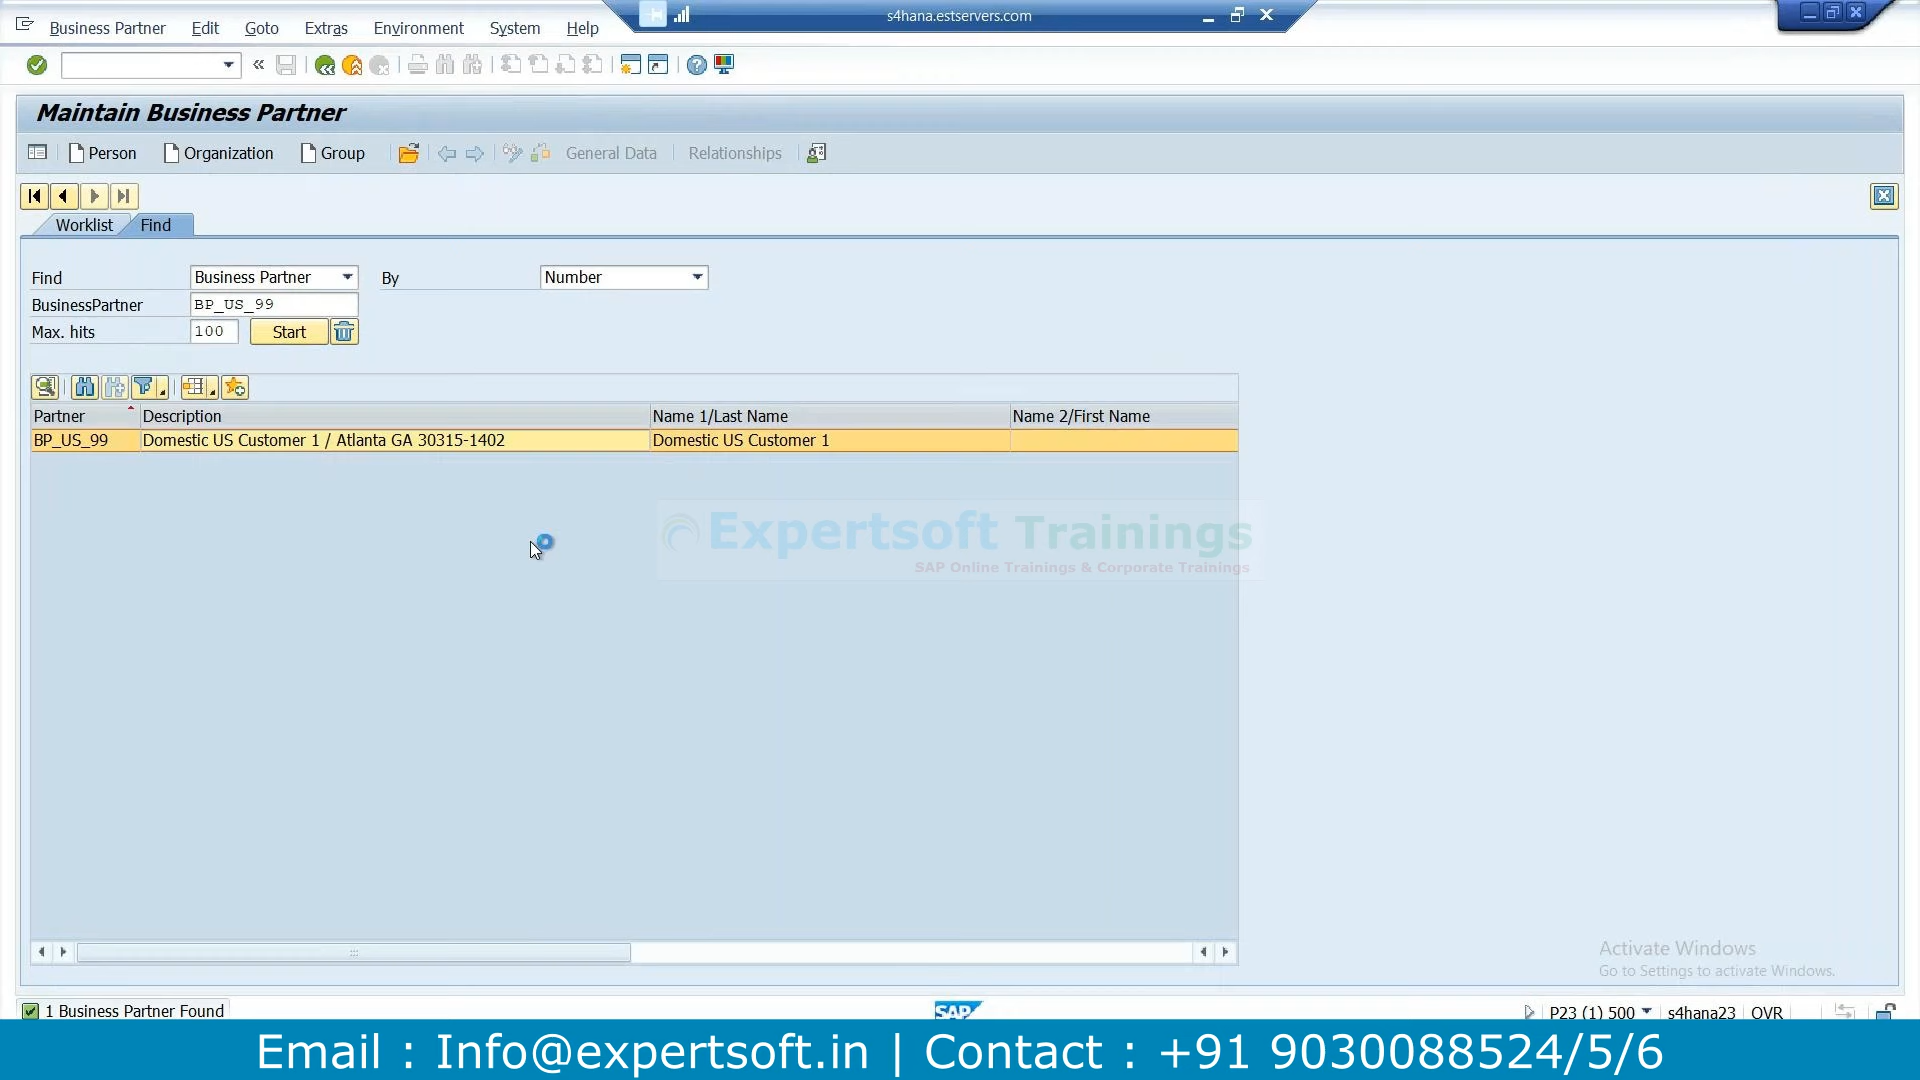 s4hana.estservers.com
Business Partner Edit Goto Extras Environment System Help
Maintain Business Partner
Person Organization Group General Data Relationships
Worklist Find
Find Business Partner By Number
BusinessPartner BP_US_99
Max. hits 100 Start
Partner Description Name 1/Last Name Name 2/First Name
BP_US_99 Domestic US Customer 1 / Atlanta GA 30315-1402 Domestic US Customer 1
Expertsoft Trainings
SAP Online Trainings & Corporate Trainings
Activate Windows
Go to Settings to activate Windows.
1 Business Partner Found SAP P23 (1) 500 s4hana23 OVR
Email : Info@expertsoft.in | Contact : +91 9030088524/5/6